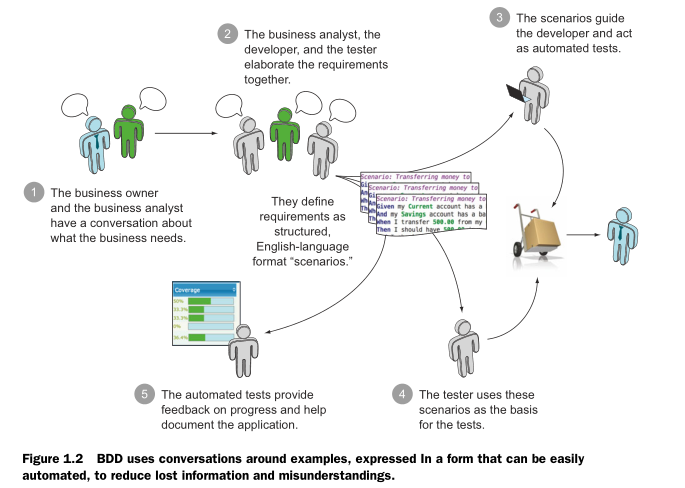 1
The business owner
and the business analyst
have a conversation about
what the business needs.
2
The business analyst, the
developer, and the tester
elaborate the requirements
together.
They define
requirements as
structured,
English-language
format “scenarios.”
Scenario: Transferring money to
Scenario: Transferring money to
Scenario: Transferring money to
Given my Current account has a
And my Savings account has a ba
When I transfer 500.00 from my
Then I should have 500
3
The scenarios guide
the developer and act
as automated tests.
4
The tester uses these
scenarios as the basis
for the tests.
Coverage
5
The automated tests provide
feedback on progress and help
document the application.
Figure 1.2 BDD uses conversations around examples, expressed In a form that can be easily
automated, to reduce lost information and misunderstandings.